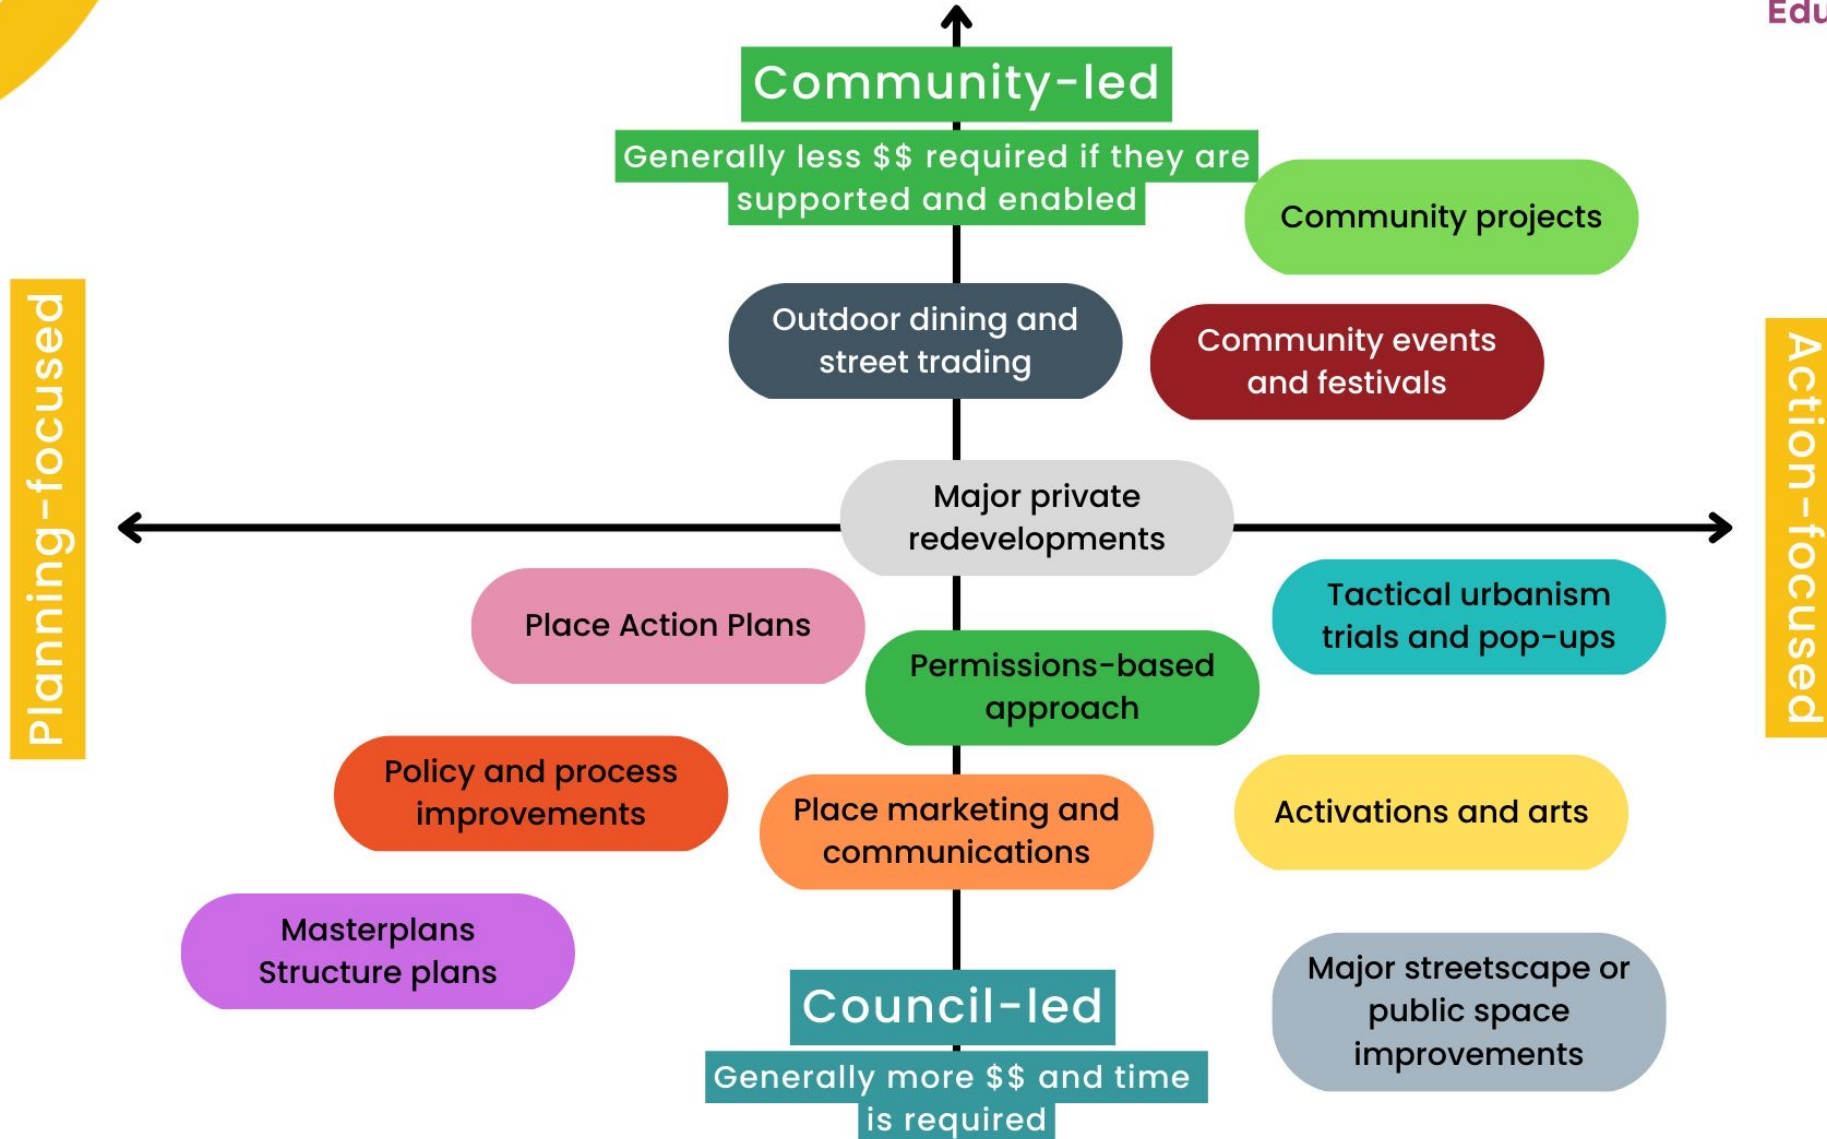 Edu
Community-led
Generally less $$ required if they are
supported and enabled
Community projects
Outdoor dining and
street trading
Community events
and festivals
Planning-focused
Action-focused
Major private
redevelopments
Tactical urbanism
trials and pop-ups
Place Action Plans
Permissions-based
approach
Policy and process
improvements
Place marketing and
communications
Activations and arts
Masterplans
Structure plans
Major streetscape or
public space
improvements
Council-led
Generally more $$ and time
is required